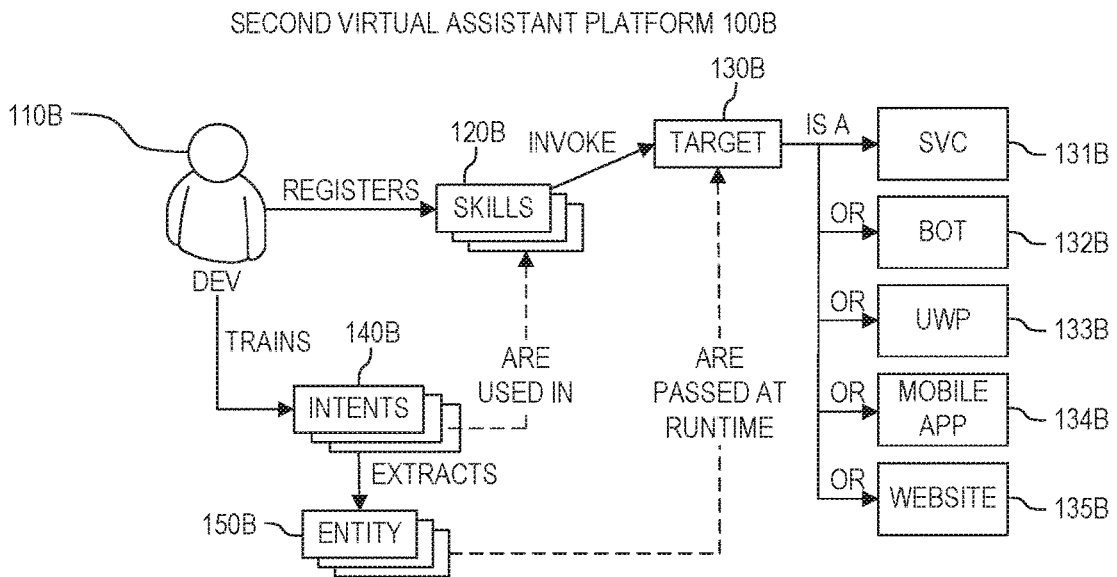 SECOND VIRTUAL ASSISTANT PLATFORM 100B
110B
DEV
REGISTERS
120B
SKILLS
INVOKE
130B
TARGET
IS A
SVC
131B
OR
BOT
132B
OR
UWP
133B
OR
MOBILE
APP
134B
OR
WEBSITE
135B
TRAINS
140B
INTENTS
ARE
USED IN
ARE
PASSED AT
RUNTIME
EXTRACTS
150B
ENTITY